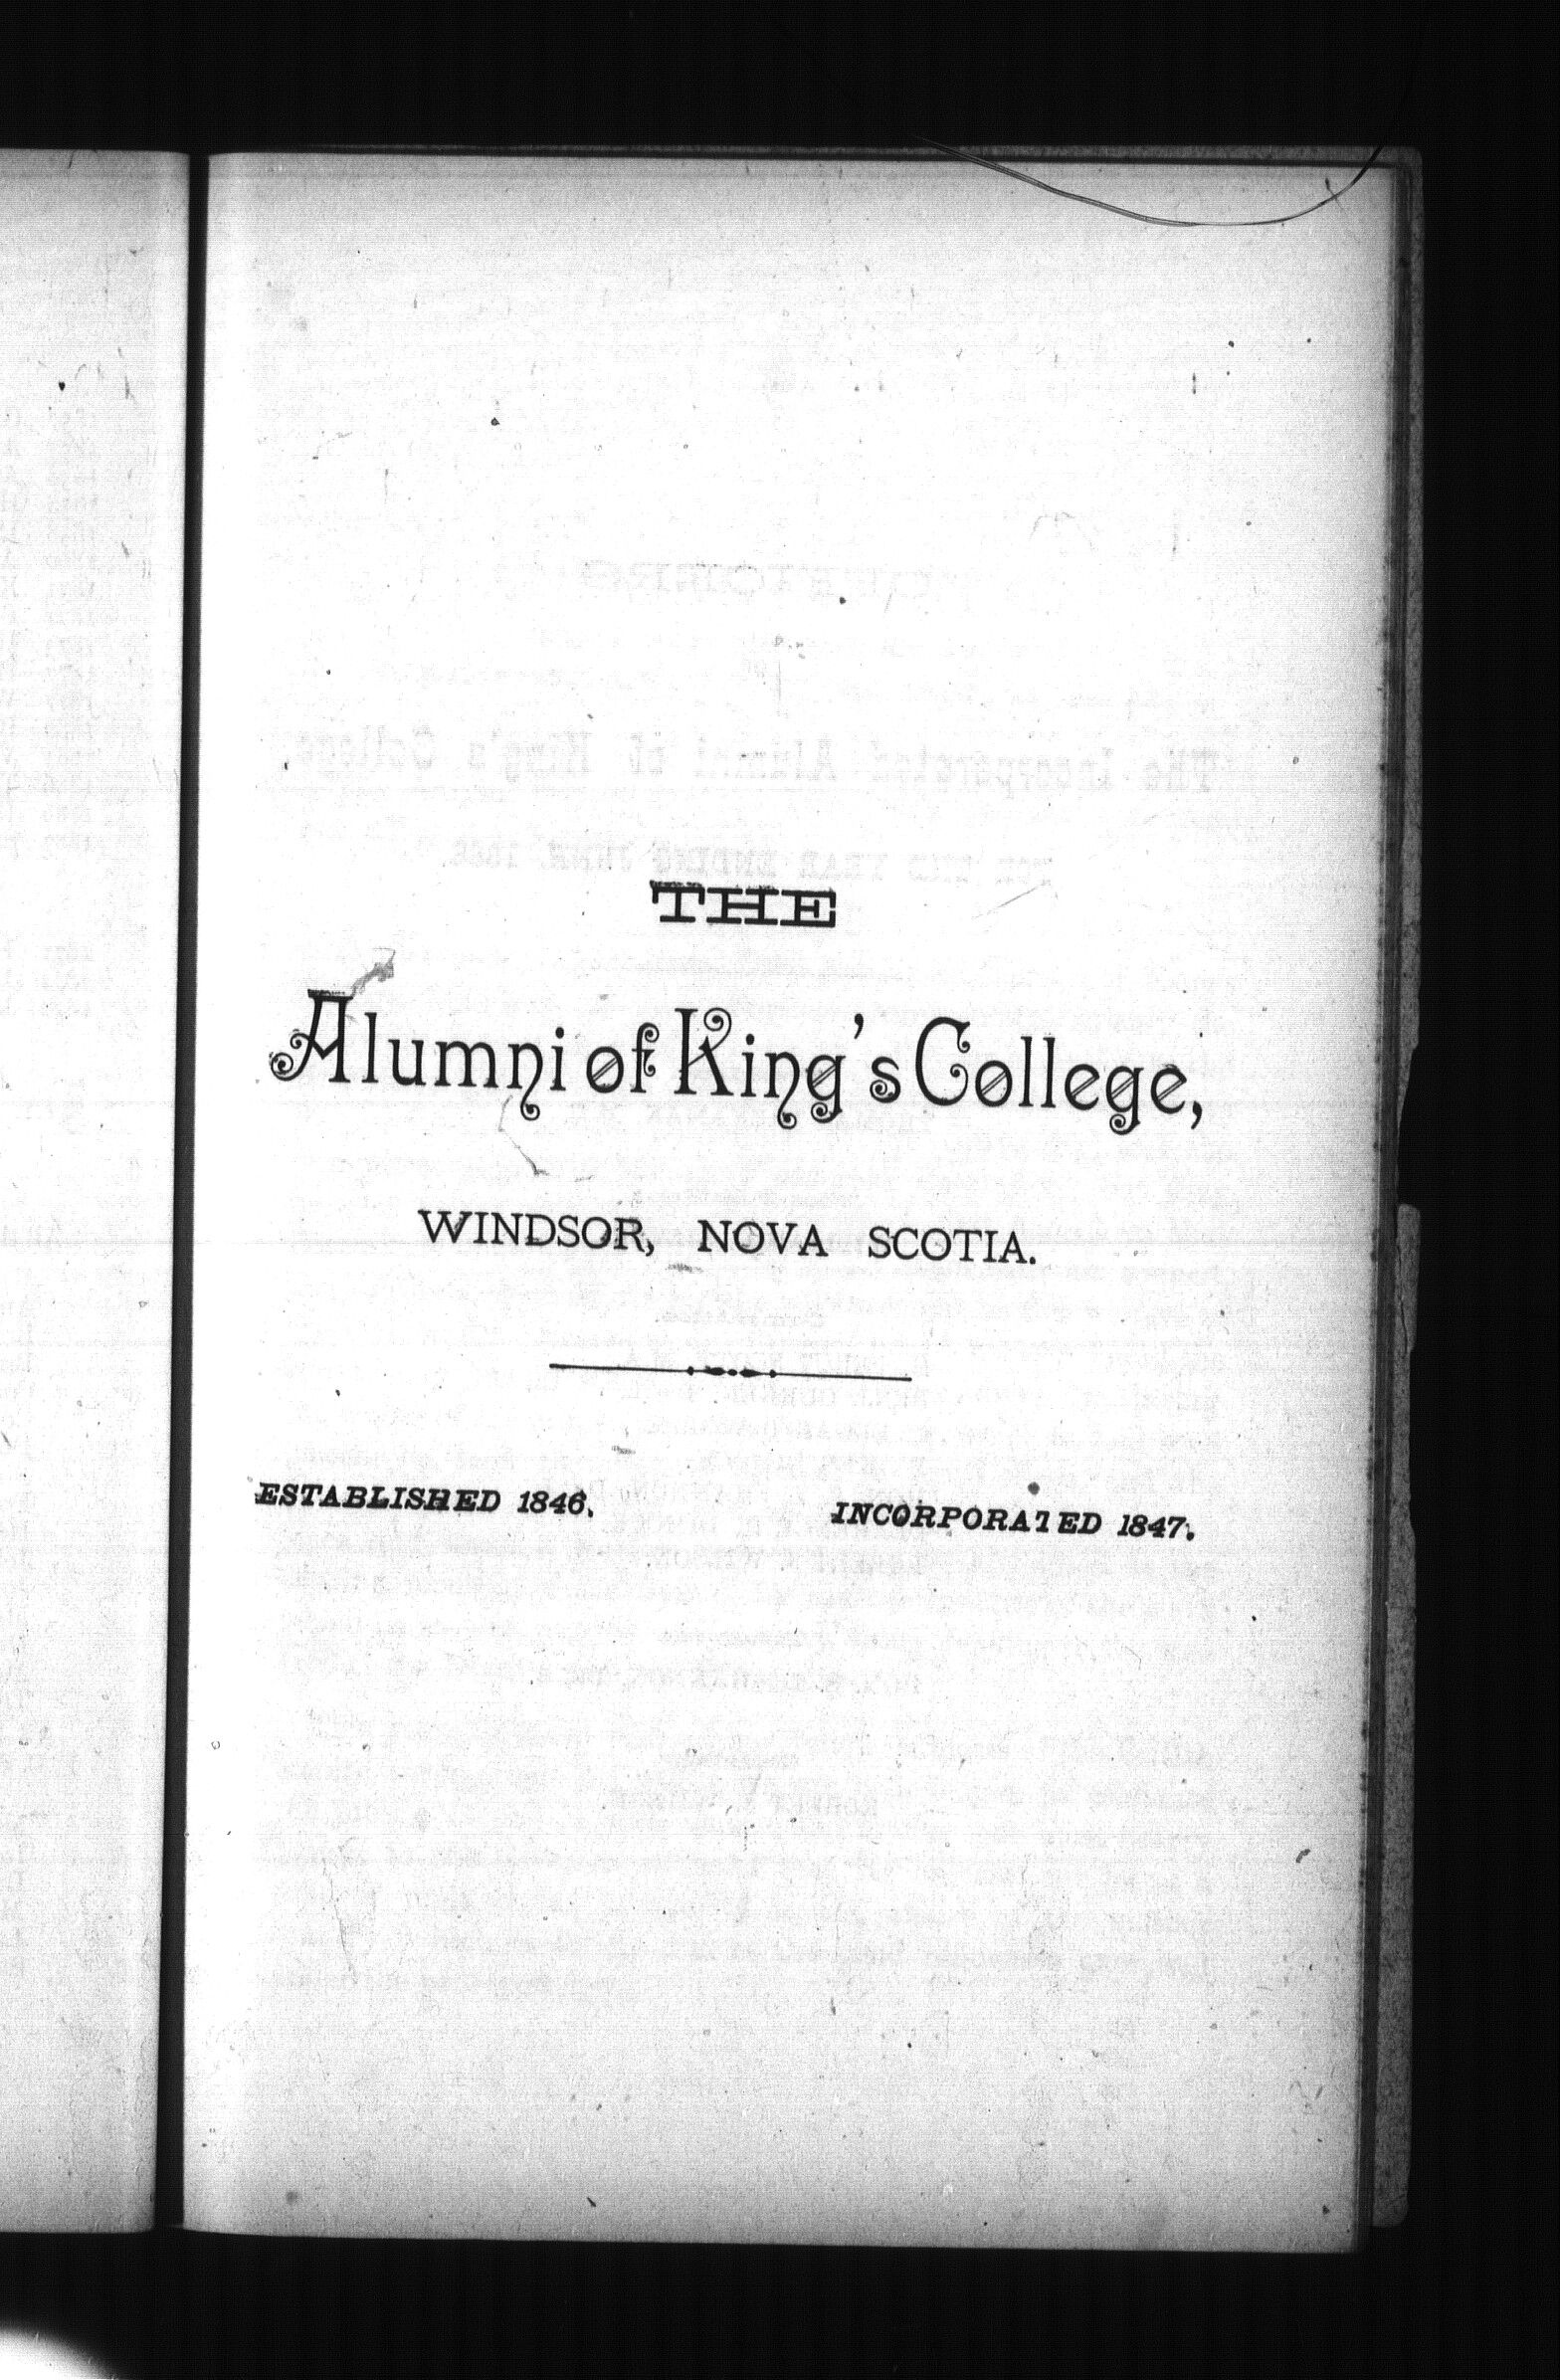 THE
Alumni of King's College,
WINDSOR, NOVA SCOTIA.
ESTABLISHED 1846. INCORPORATED 1847.